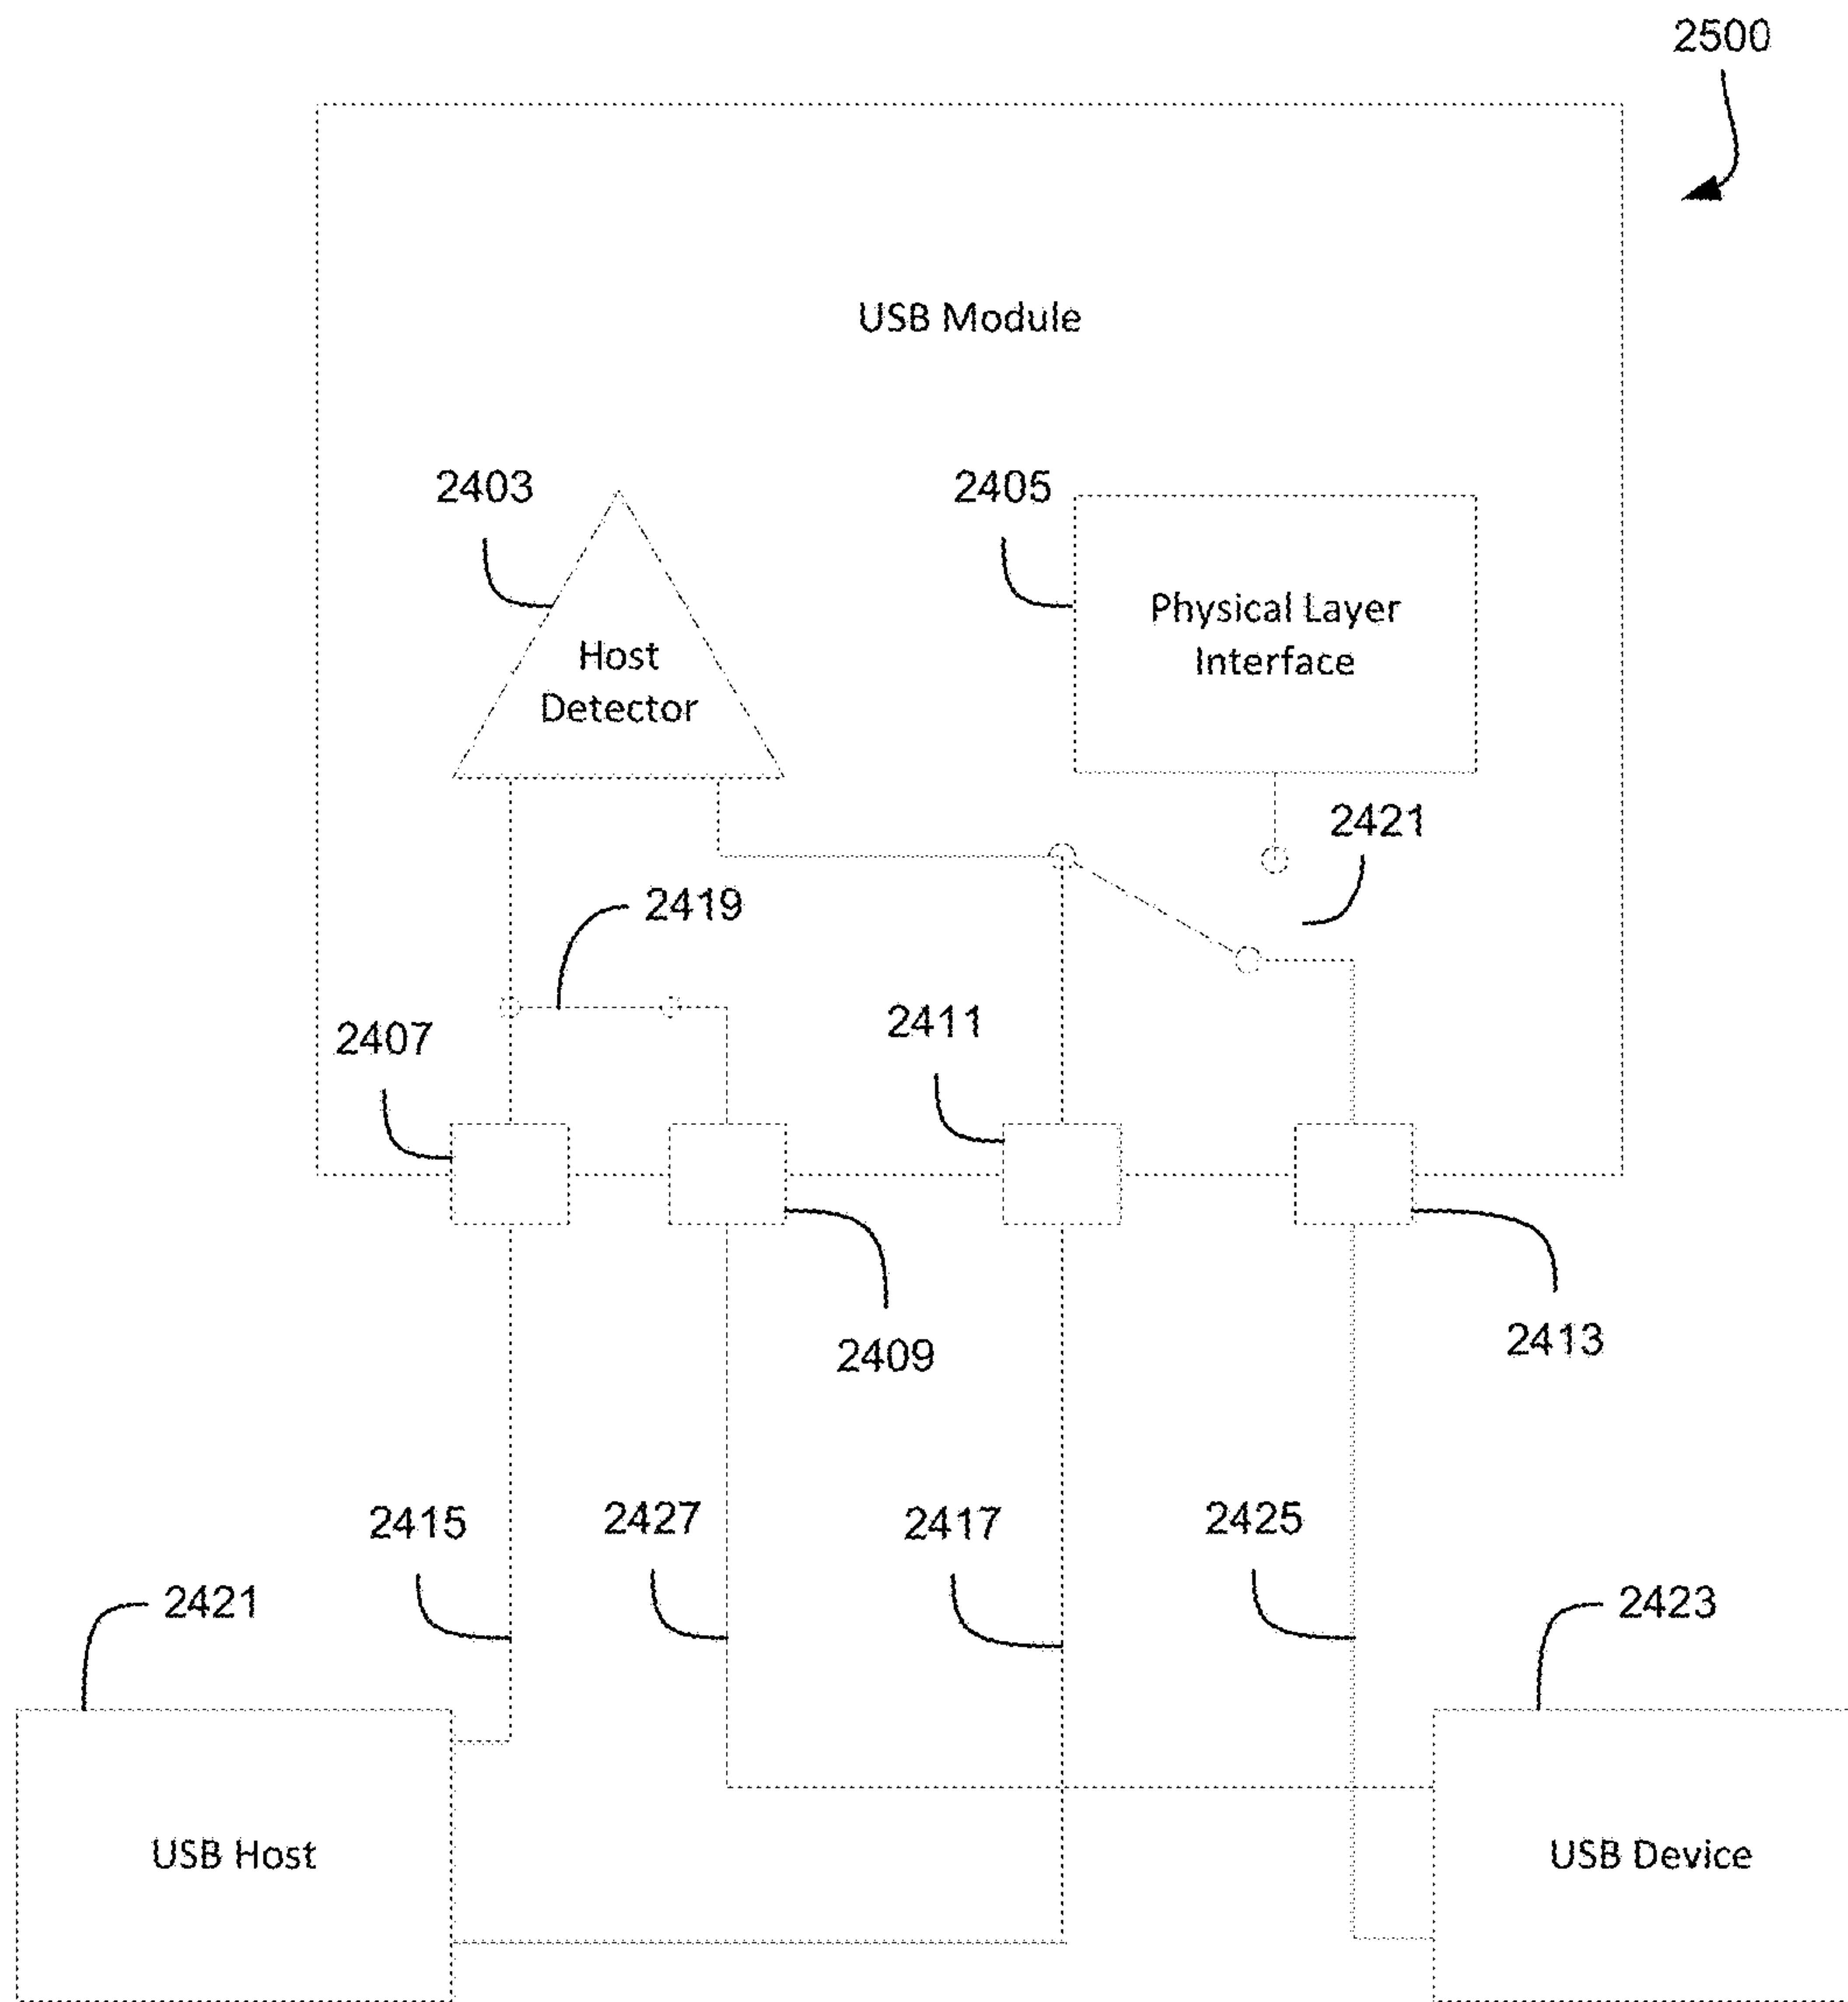 2500
USB Module
2403
2405
Host
Detector
Physical Layer
Interface
2421
2419
2407
2411
2409
2413
2415
2427
2417
2425
2421
2423
USB Host
USB Device